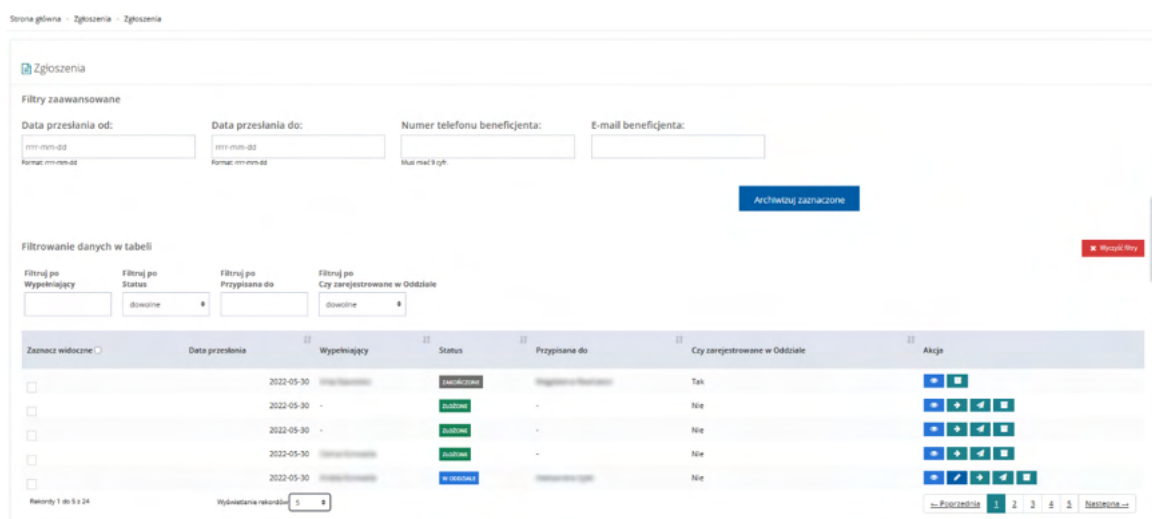 Strona główna - Zgłoszenia - Zgłoszenia
Zgłoszenia
Filtry zaawansowane
Data przesłania od: Data przesłania do: Numer telefonu beneficjenta: E-mail beneficjenta:
rrrr-mm-dd rrrr-mm-dd
Format: rrrr-mm-dd Format: rrrr-mm-dd Musi mieć 9 cyfr.
Archiwizuj zaznaczone
Filtrowanie danych w tabeli × Wyczyść filtry
Filtruj po Filtruj po Filtruj po Filtruj po
Wypełniający Status Przypisana do Czy zarejestrowane w Oddziale
dowolne dowolne
Zaznacz widoczne Data przesłania Wypełniający Status Przypisana do Czy zarejestrowane w Oddziale Akcja
2022-05-30 ZAKOŃCZONE Tak
2022-05-30 - ZŁOŻONE - Nie
2022-05-30 - ZŁOŻONE - Nie
2022-05-30 ZŁOŻONE - Nie
2022-05-30 W ODDZIALE Nie
Rekordy 1 do 5 z 24 Wyświetlanie rekordów 5 ← Poprzednia 1 2 3 4 5 Następna →